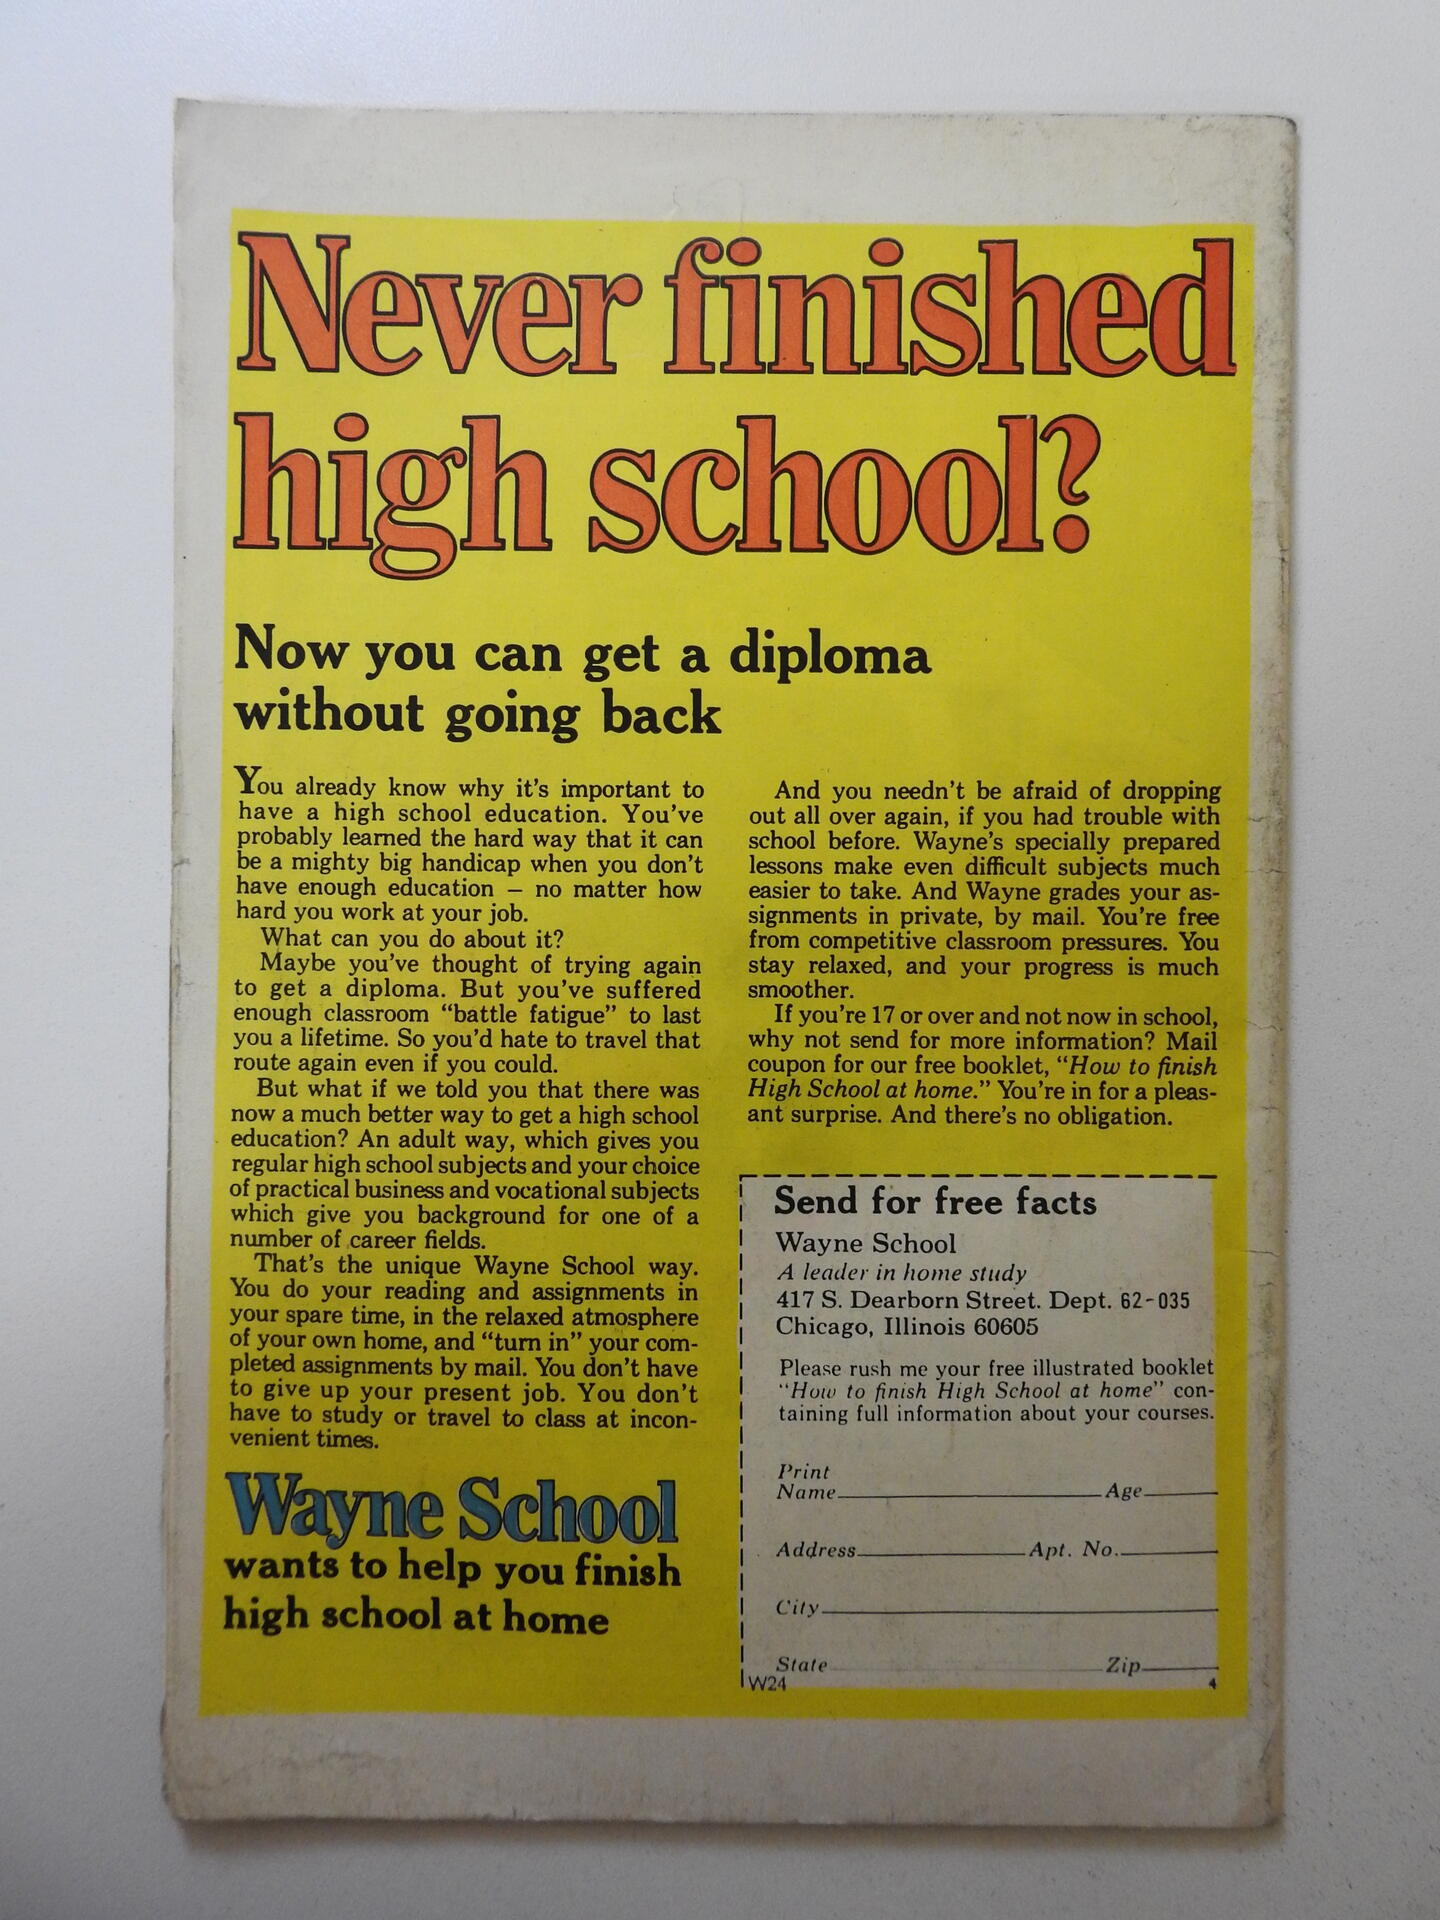 Never finished
high school?
Now you can get a diploma
without going back
You already know why it's important to
have a high school education. You've
probably learned the hard way that it can
be a mighty big handicap when you don't
have enough education – no matter how
hard you work at your job.
What can you do about it?
Maybe you've thought of trying again
to get a diploma. But you've suffered
enough classroom “battle fatigue” to last
you a lifetime. So you'd hate to travel that
route again even if you could.
But what if we told you that there was
now a much better way to get a high school
education? An adult way, which gives you
regular high school subjects and your choice
of practical business and vocational subjects
which give you background for one of a
number of career fields.
That's the unique Wayne School way.
You do your reading and assignments in
your spare time, in the relaxed atmosphere
of your own home, and “turn in” your com-
pleted assignments by mail. You don't have
to give up your present job. You don't
have to study or travel to class at incon-
venient times.
Wayne School
wants to help you finish
high school at home
And you needn't be afraid of dropping
out all over again, if you had trouble with
school before. Wayne's specially prepared
lessons make even difficult subjects much
easier to take. And Wayne grades your as-
signments in private, by mail. You're free
from competitive classroom pressures. You
stay relaxed, and your progress is much
smoother.
If you're 17 or over and not now in school,
why not send for more information? Mail
coupon for our free booklet, “How to finish
High School at home.” You're in for a pleas-
ant surprise. And there's no obligation.
Send for free facts
Wayne School
A leader in home study
417 S. Dearborn Street. Dept. 62-035
Chicago, Illinois 60605
Please rush me your free illustrated booklet
“How to finish High School at home” con-
taining full information about your courses.
Print
Name Age
Address Apt. No.
City
State Zip
W24 4